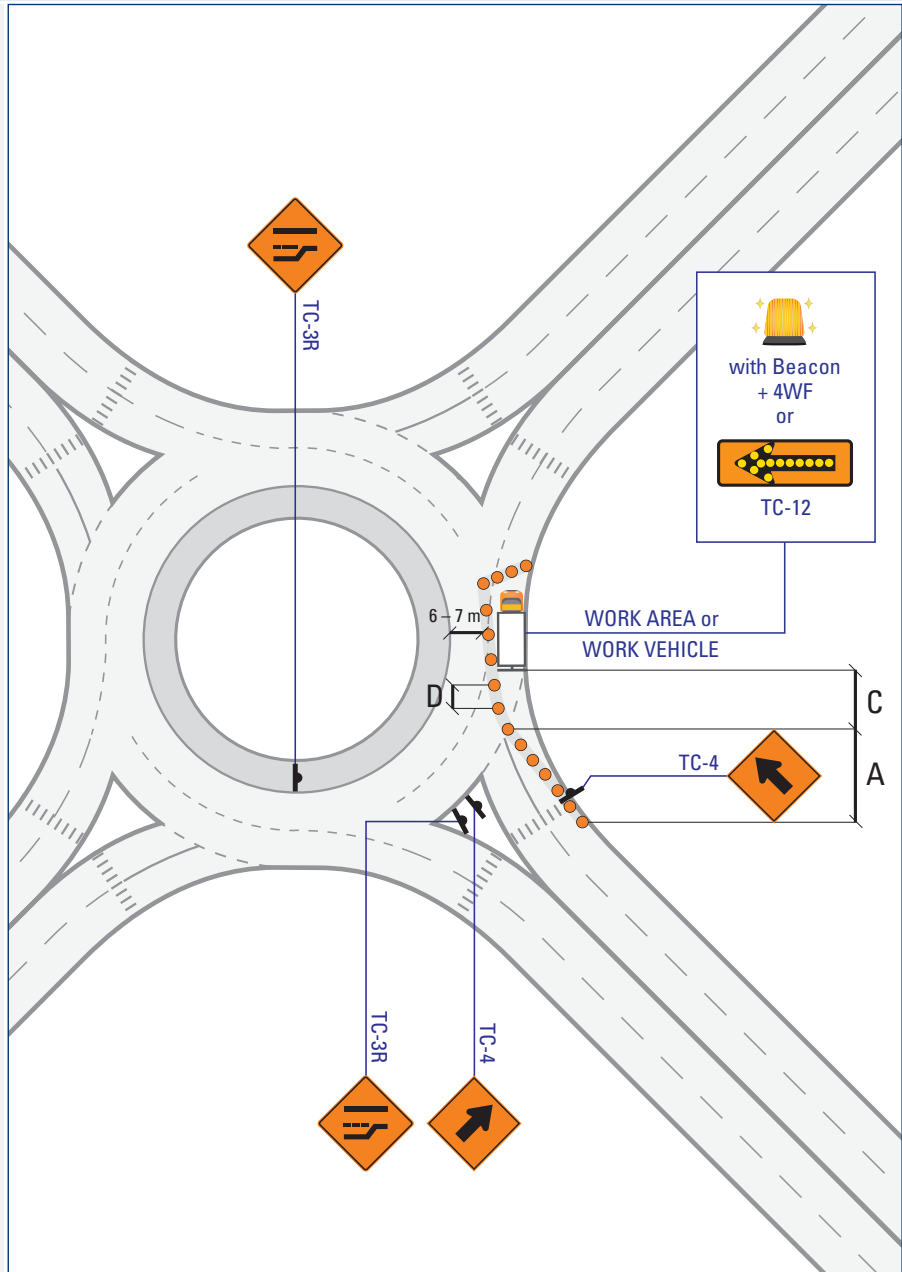 TC-3R
with Beacon
+ 4WF
or
TC-12
6 – 7 m
WORK AREA or
WORK VEHICLE
D
C
TC-4
A
TC-3R
TC-4